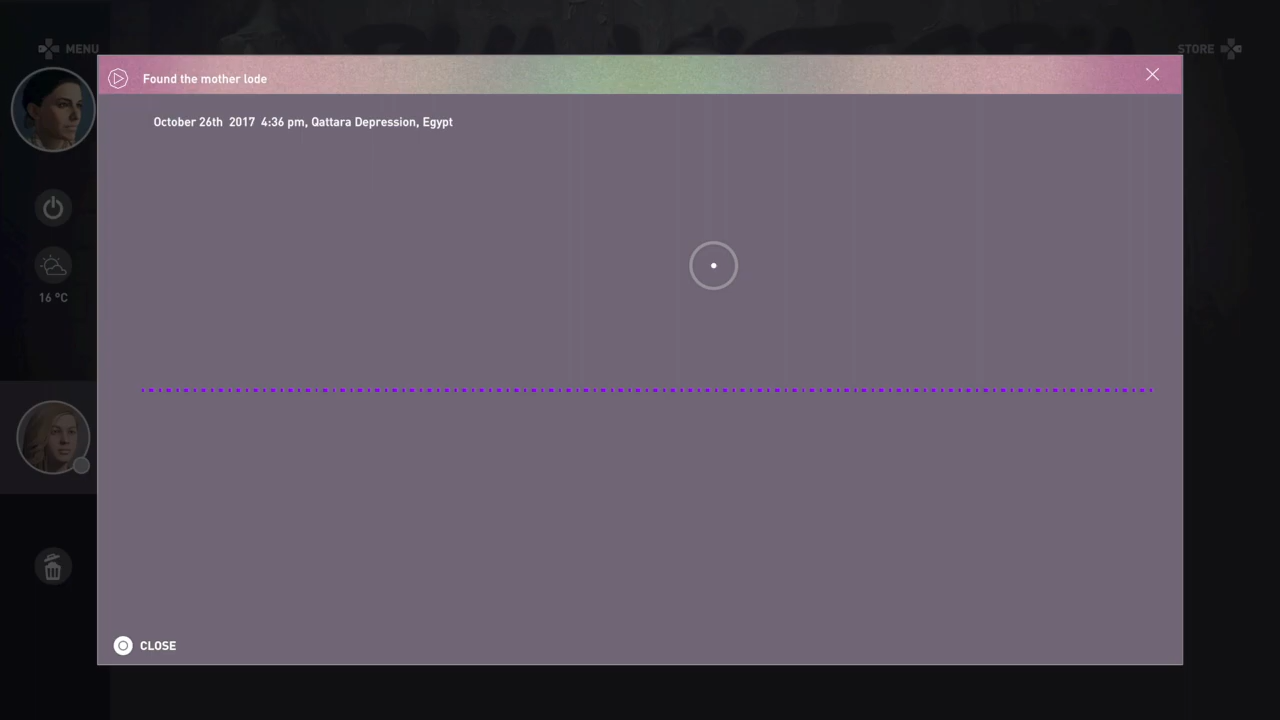 MENU
STORE
Found the mother lode
October 26th 2017 4:36 pm, Qattara Depression, Egypt
16 °C
CLOSE